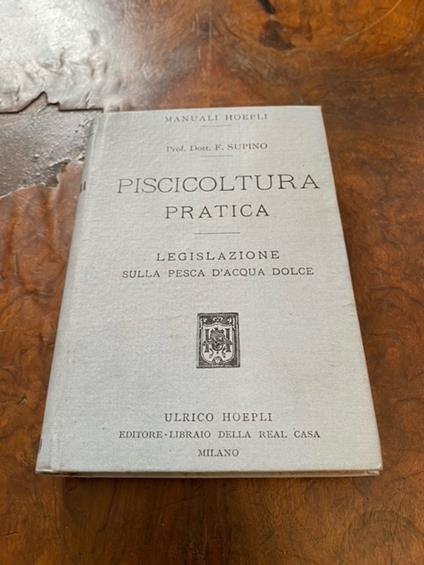 MANUALI HOEPLI
Prof. Dott. F. SUPINO
PISCICOLTURA
PRATICA
LEGISLAZIONE
SULLA PESCA D'ACQUA DOLCE
ULRICO HOEPLI
EDITORE-LIBRAIO DELLA REAL CASA
MILANO